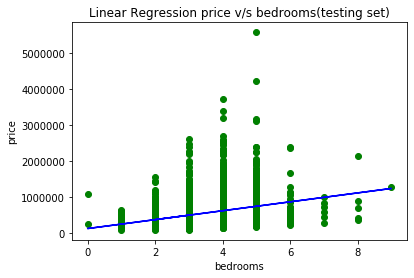 Linear Regression price v/s bedrooms(testing set)
5000000
4000000
3000000
2000000
1000000
0
price
0 2 4 6 8
bedrooms